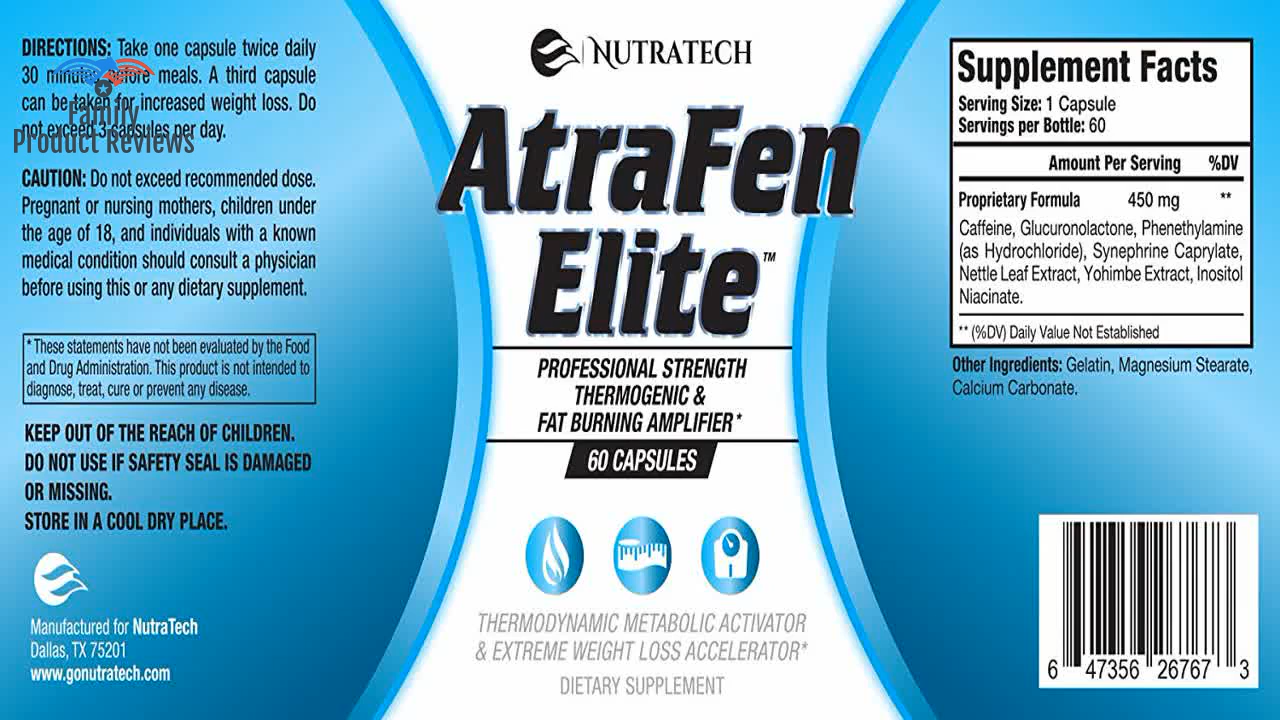 DIRECTIONS: Take one capsule twice daily
30 minutes before meals. A third capsule
can be taken for increased weight loss. Do
not exceed 3 capsules per day.
Family
Product Reviews
CAUTION: Do not exceed recommended dose.
Pregnant or nursing mothers, children under
the age of 18, and individuals with a known
medical condition should consult a physician
before using this or any dietary supplement.
* These statements have not been evaluated by the Food
and Drug Administration. This product is not intended to
diagnose, treat, cure or prevent any disease.
KEEP OUT OF THE REACH OF CHILDREN.
DO NOT USE IF SAFETY SEAL IS DAMAGED
OR MISSING.
STORE IN A COOL DRY PLACE.
Manufactured for NutraTech
Dallas, TX 75201
www.gonutratech.com
NUTRATECH
AtraFen
Elite™
PROFESSIONAL STRENGTH
THERMOGENIC &
FAT BURNING AMPLIFIER*
60 CAPSULES
THERMODYNAMIC METABOLIC ACTIVATOR
& EXTREME WEIGHT LOSS ACCELERATOR*
DIETARY SUPPLEMENT
Supplement Facts
Serving Size: 1 Capsule
Servings per Bottle: 60
Amount Per Serving %DV
Proprietary Formula 450 mg **
Caffeine, Glucuronolactone, Phenethylamine
(as Hydrochloride), Synephrine Caprylate,
Nettle Leaf Extract, Yohimbe Extract, Inositol
Niacinate.
** (%DV) Daily Value Not Established
Other Ingredients: Gelatin, Magnesium Stearate,
Calcium Carbonate.
6 47356 26767 3